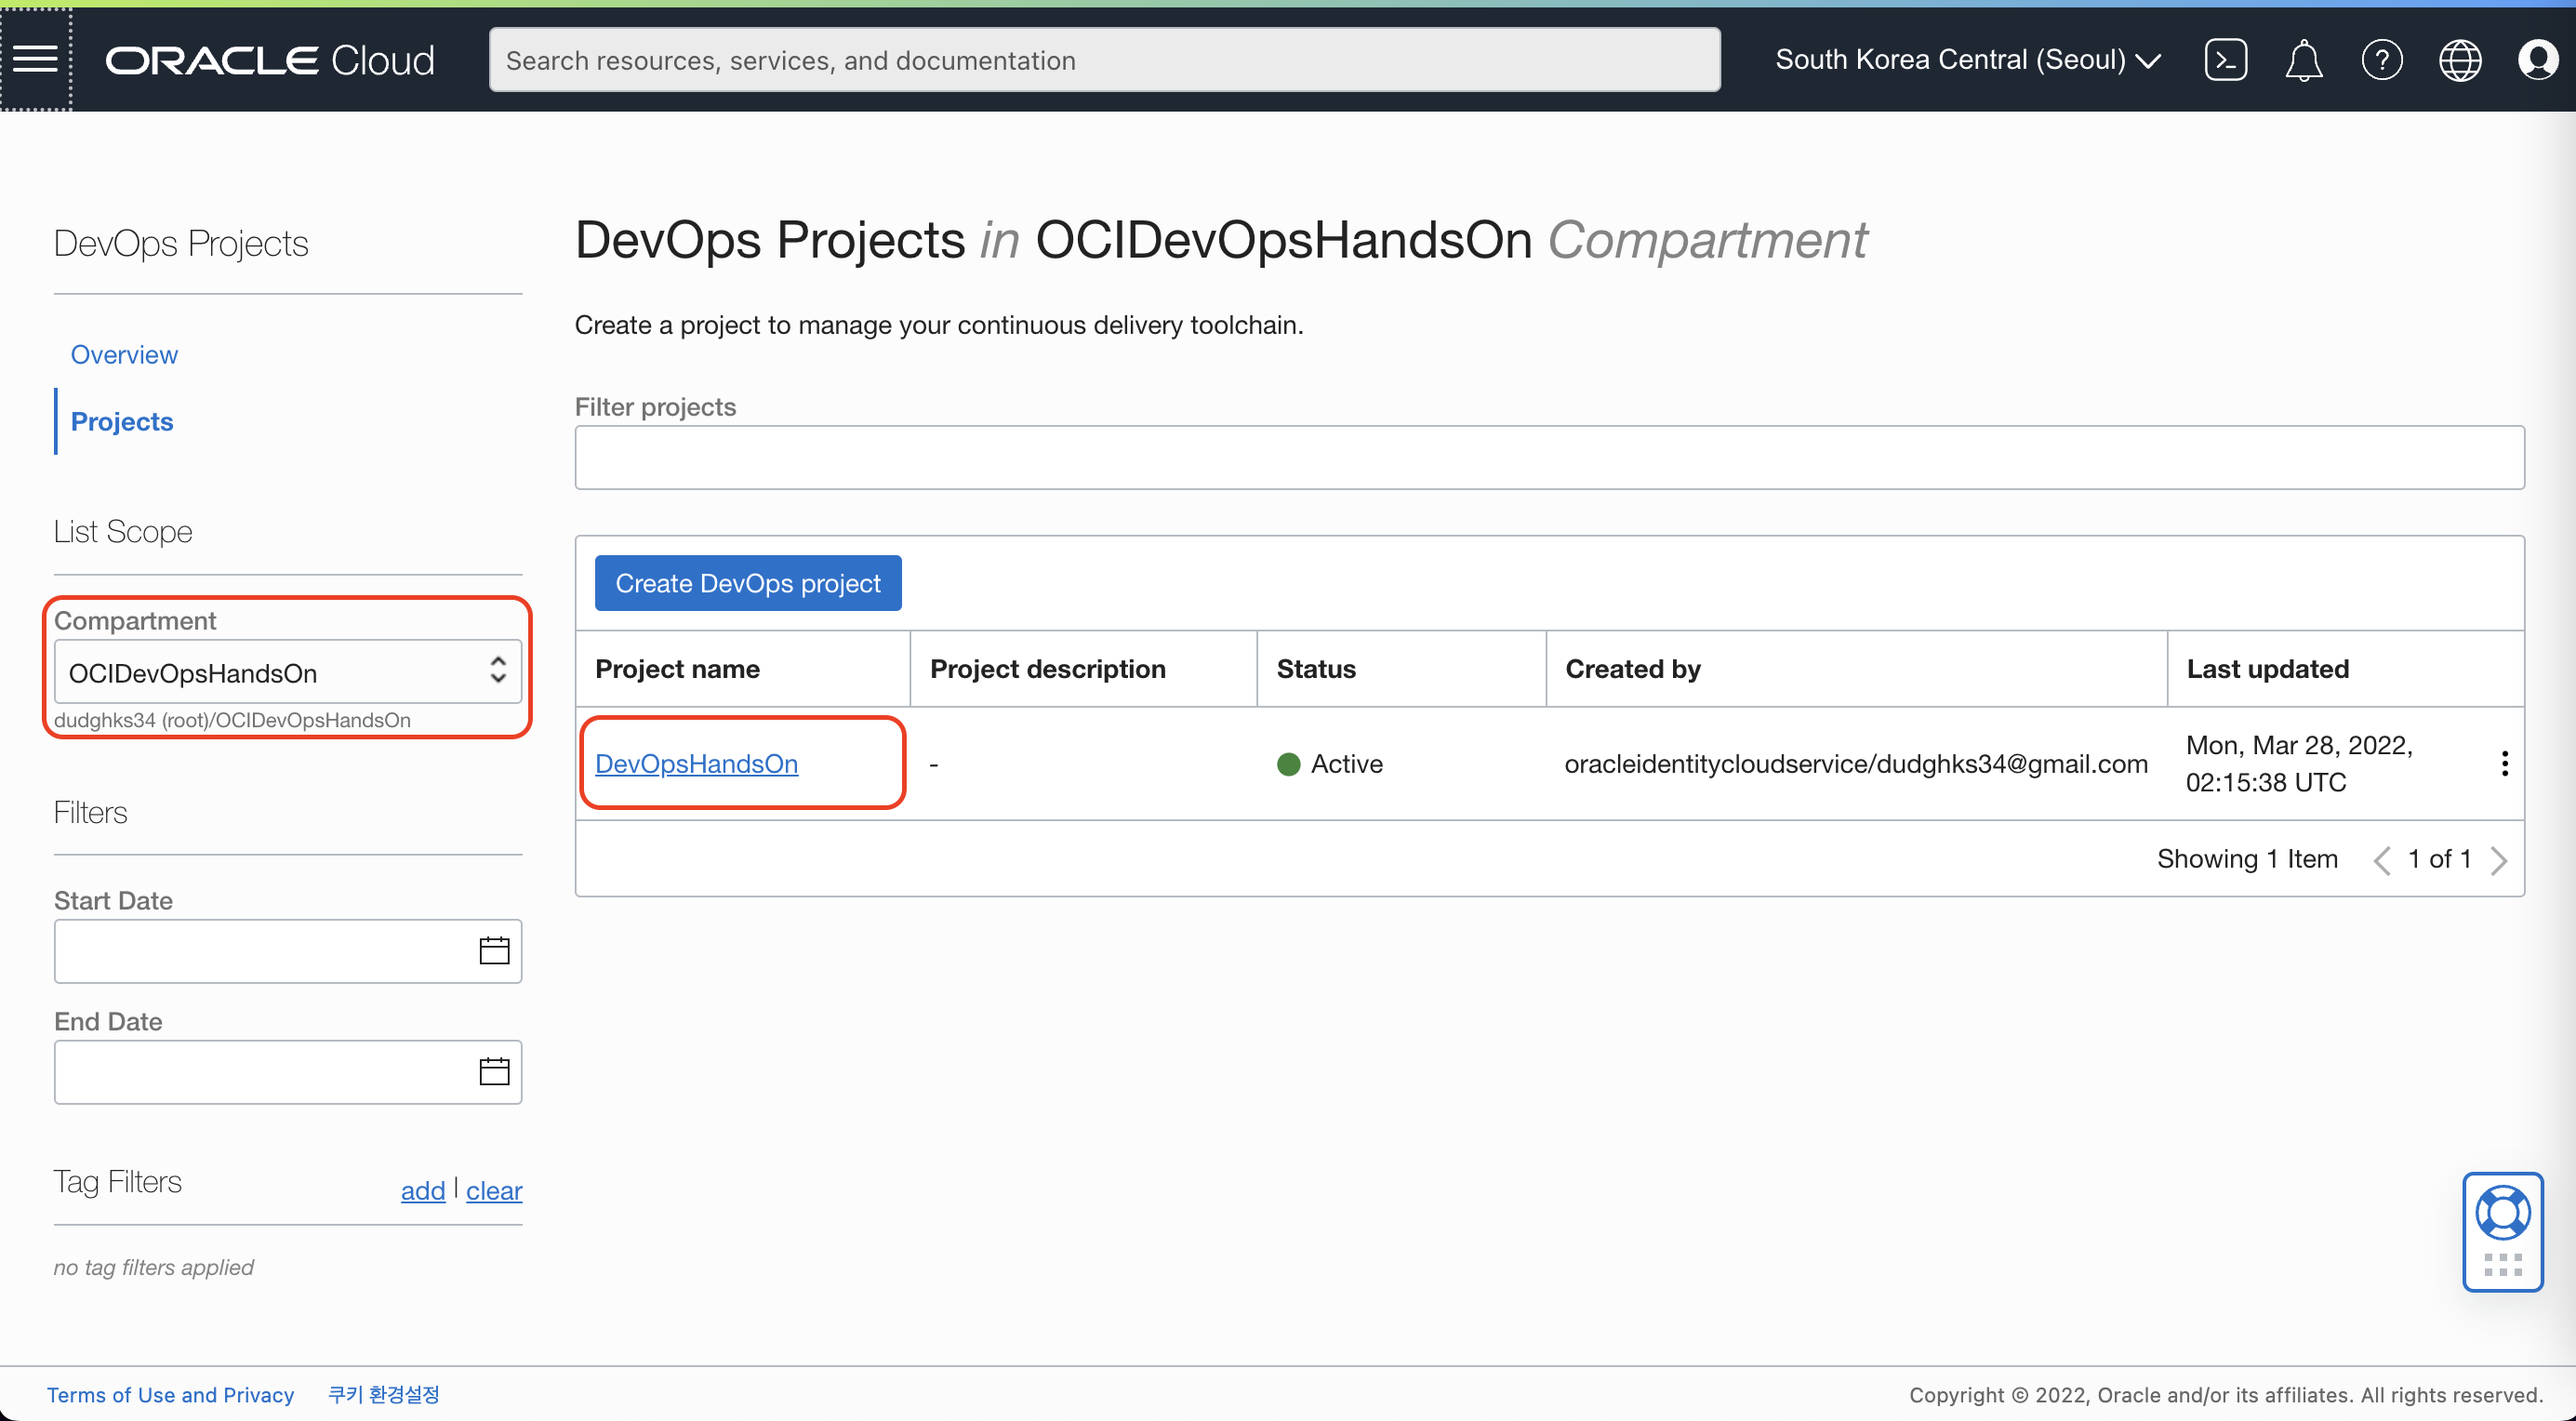 ORACLE Cloud
Search resources, services, and documentation
South Korea Central (Seoul)
DevOps Projects
Overview
Projects
List Scope
Compartment
OCIDevOpsHandsOn
dudghks34 (root)/OCIDevOpsHandsOn
Filters
Start Date
End Date
Tag Filters
add | clear
no tag filters applied
DevOps Projects in OCIDevOpsHandsOn Compartment
Create a project to manage your continuous delivery toolchain.
Filter projects
Create DevOps project
Project name Project description Status Created by Last updated
DevOpsHandsOn - Active oracleidentitycloudservice/dudghks34@gmail.com Mon, Mar 28, 2022,
02:15:38 UTC
Showing 1 Item 1 of 1
Terms of Use and Privacy 쿠키 환경설정
Copyright © 2022, Oracle and/or its affiliates. All rights reserved.